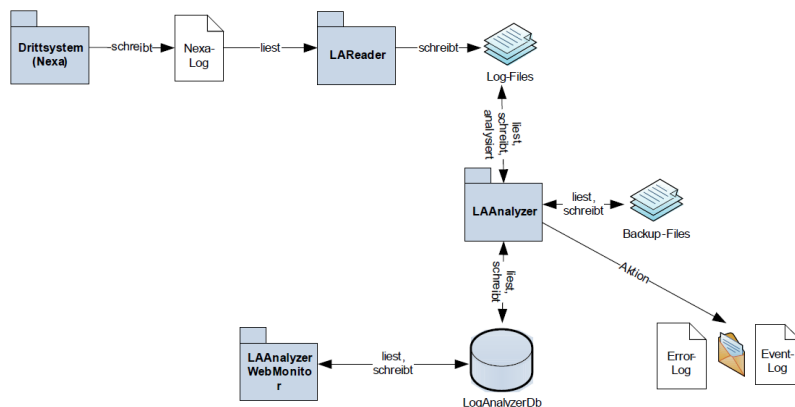 Drittsystem
(Nexa)
schreibt
Nexa-
Log
liest
LAReader
schreibt
Log-Files
liest,
schreibt,
analysiert
LAAnalyzer
liest,
schreibt
Backup-Files
Aktion
liest,
schreibt
LAAnalyzer
WebMonito
r
liest,
schreibt
LogAnalyzerDb
Error-
Log
Event-
Log